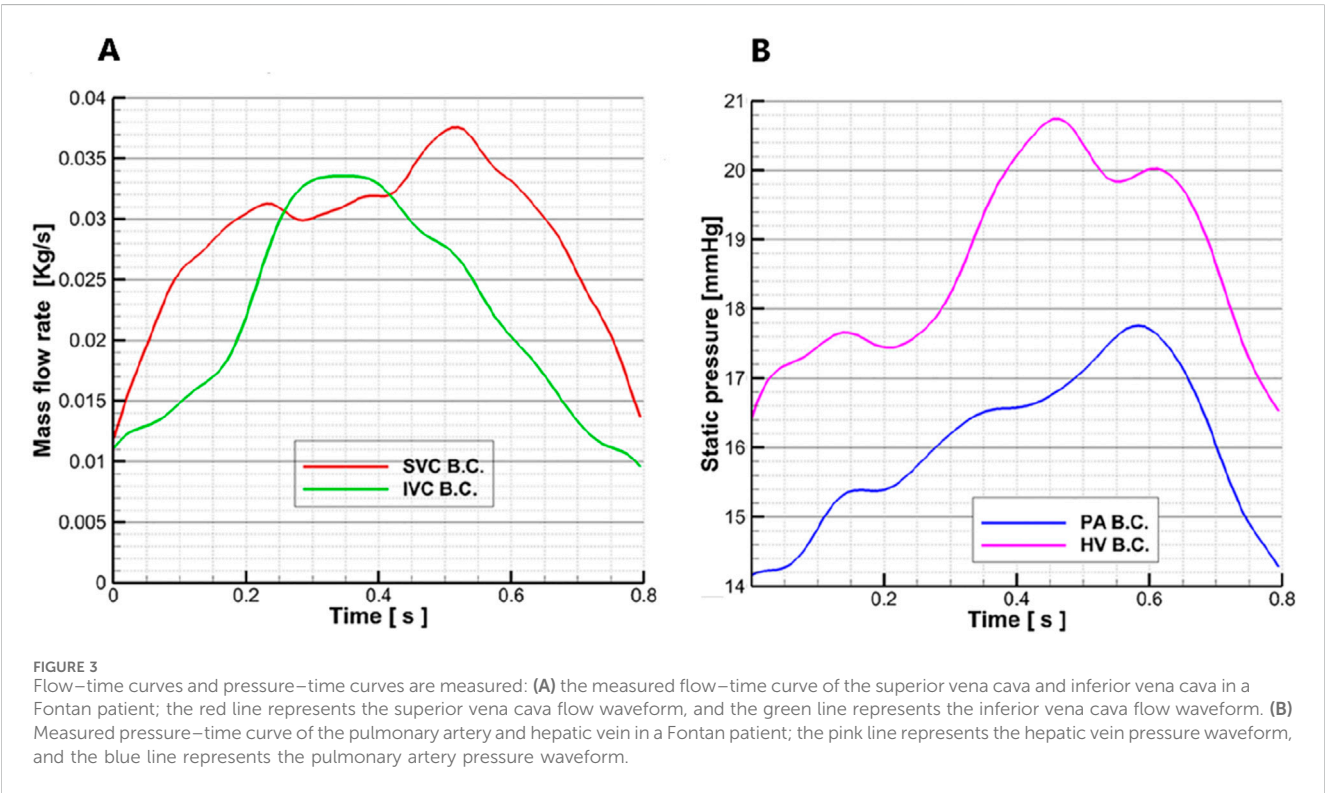 A
B
Mass flow rate [Kg/s]
0.04
0.035
0.03
0.025
0.02
0.015
0.01
0.005
0
SVC B.C.
IVC B.C.
0 0.2 0.4 0.6 0.8
Time [ s ]
Static pressure [mmHg]
21
20
19
18
17
16
15
14
PA B.C.
HV B.C.
0.2 0.4 0.6 0.8
Time [ s ]
FIGURE 3
Flow–time curves and pressure–time curves are measured: (A) the measured flow–time curve of the superior vena cava and inferior vena cava in a
Fontan patient; the red line represents the superior vena cava flow waveform, and the green line represents the inferior vena cava flow waveform. (B)
Measured pressure–time curve of the pulmonary artery and hepatic vein in a Fontan patient; the pink line represents the hepatic vein pressure waveform,
and the blue line represents the pulmonary artery pressure waveform.